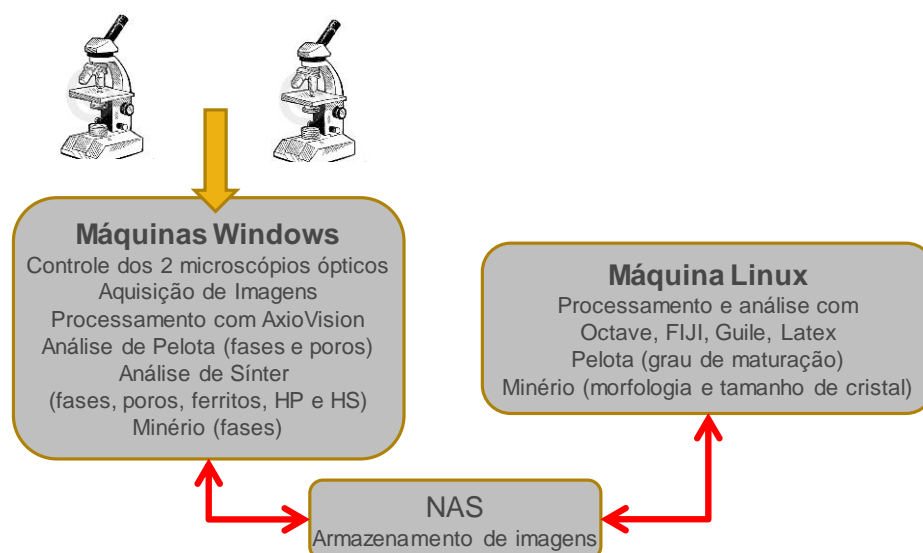 Máquinas Windows
Controle dos 2 microscópios ópticos
Aquisição de Imagens
Processamento com AxioVision
Análise de Pelota (fases e poros)
Análise de Sínter
(fases, poros, ferritos, HP e HS)
Minério (fases)
Máquina Linux
Processamento e análise com
Octave, FIJI, Guile, Latex
Pelota (grau de maturação)
Minério (morfologia e tamanho de cristal)
NAS
Armazenamento de imagens